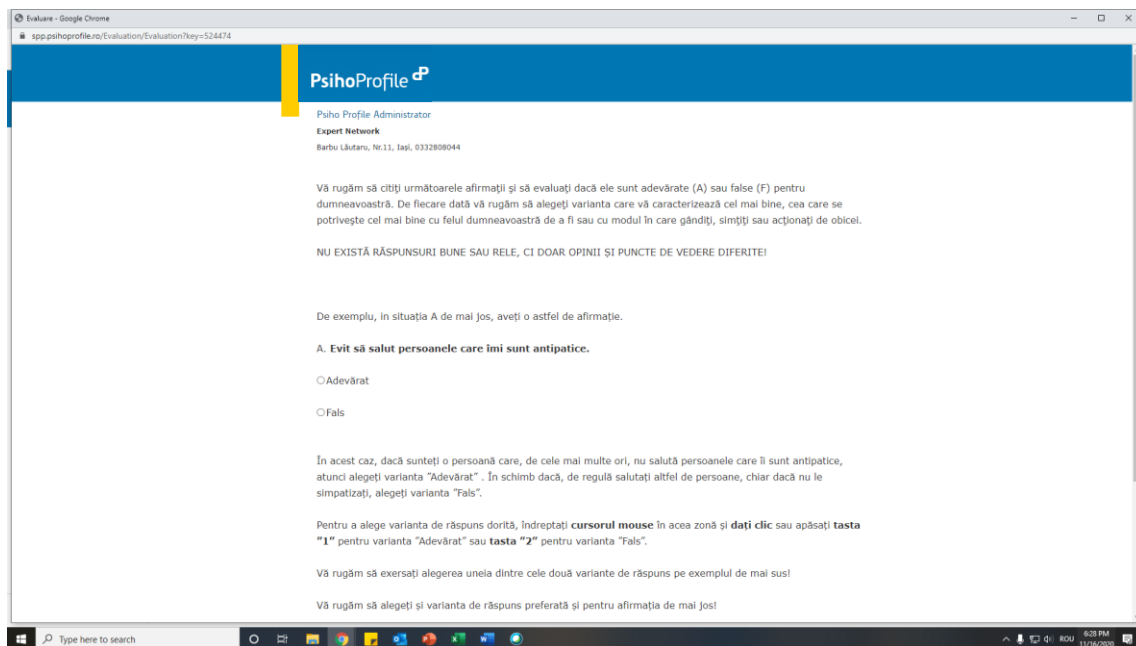 Evaluare - Google Chrome
spp.psihoprofile.ro/Evaluation/Evaluation?key=524474
PsihoProfile
Psiho Profile Administrator
Expert Network
Barbu Lăutaru, Nr.11, Iași, 0332808044
Vă rugăm să citiți următoarele afirmații și să evaluați dacă ele sunt adevărate (A) sau false (F) pentru
dumneavoastră. De fiecare dată vă rugăm să alegeți varianta care vă caracterizează cel mai bine, cea care se
potrivește cel mai bine cu felul dumneavoastră de a fi sau cu modul în care gândiți, simțiți sau acționați de obicei.
NU EXISTĂ RĂSPUNSURI BUNE SAU RELE, CI DOAR OPINII ȘI PUNCTE DE VEDERE DIFERITE!
De exemplu, in situația A de mai jos, aveți o astfel de afirmație.
A. Evit să salut persoanele care îmi sunt antipatice.
Adevărat
Fals
În acest caz, dacă sunteți o persoană care, de cele mai multe ori, nu salută persoanele care îi sunt antipatice,
atunci alegeți varianta "Adevărat" . În schimb dacă, de regulă salutați altfel de persoane, chiar dacă nu le
simpatizați, alegeți varianta "Fals".
Pentru a alege varianta de răspuns dorită, îndreptați cursorul mouse în acea zonă și dați clic sau apăsați tasta
"1" pentru varianta "Adevărat" sau tasta "2" pentru varianta "Fals".
Vă rugăm să exersați alegerea uneia dintre cele două variante de răspuns pe exemplul de mai sus!
Vă rugăm să alegeți și varianta de răspuns preferată și pentru afirmația de mai jos!
Type here to search
ROU
6:28 PM
11/16/2020